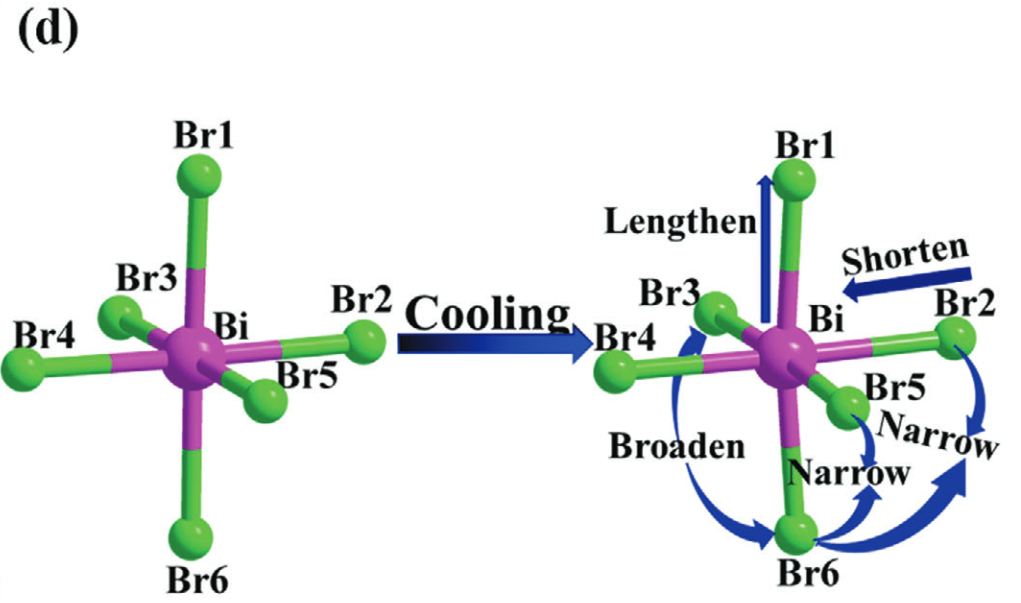 (d)
Br1
Br3
Bi
Br2
Br4
Br5
Br6
Cooling
Br1
Lengthen
Shorten
Br3
Bi
Br2
Br4
Br5
Narrow
Broaden
Narrow
Br6